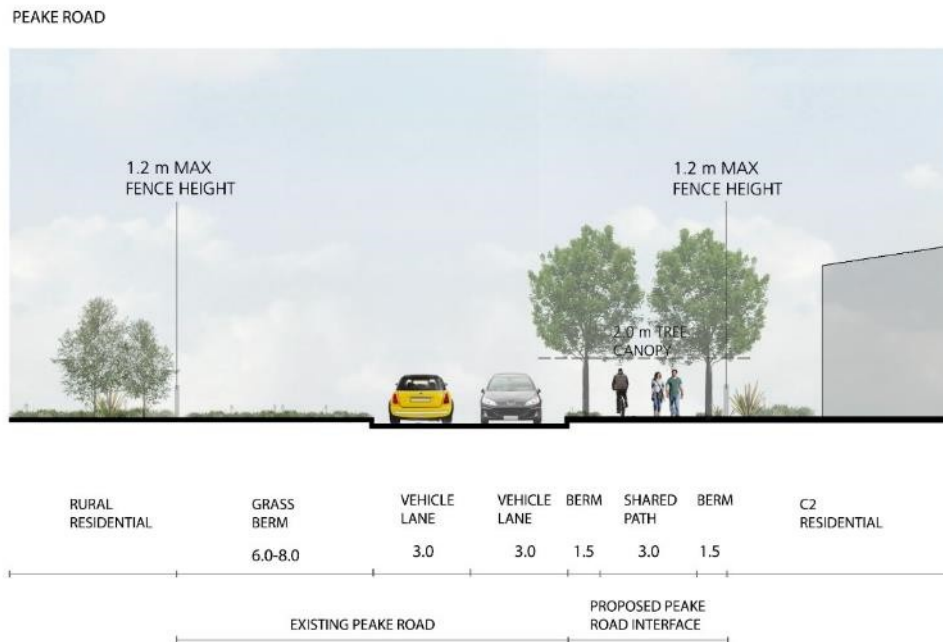 PEAKE ROAD
1.2 m MAX
FENCE HEIGHT
1.2 m MAX
FENCE HEIGHT
2.0 m TREE
CANOPY
RURAL
RESIDENTIAL
GRASS
BERM
6.0-8.0
VEHICLE
LANE
3.0
VEHICLE
LANE
3.0
BERM
1.5
SHARED
PATH
3.0
BERM
1.5
C2
RESIDENTIAL
EXISTING PEAKE ROAD
PROPOSED PEAKE
ROAD INTERFACE